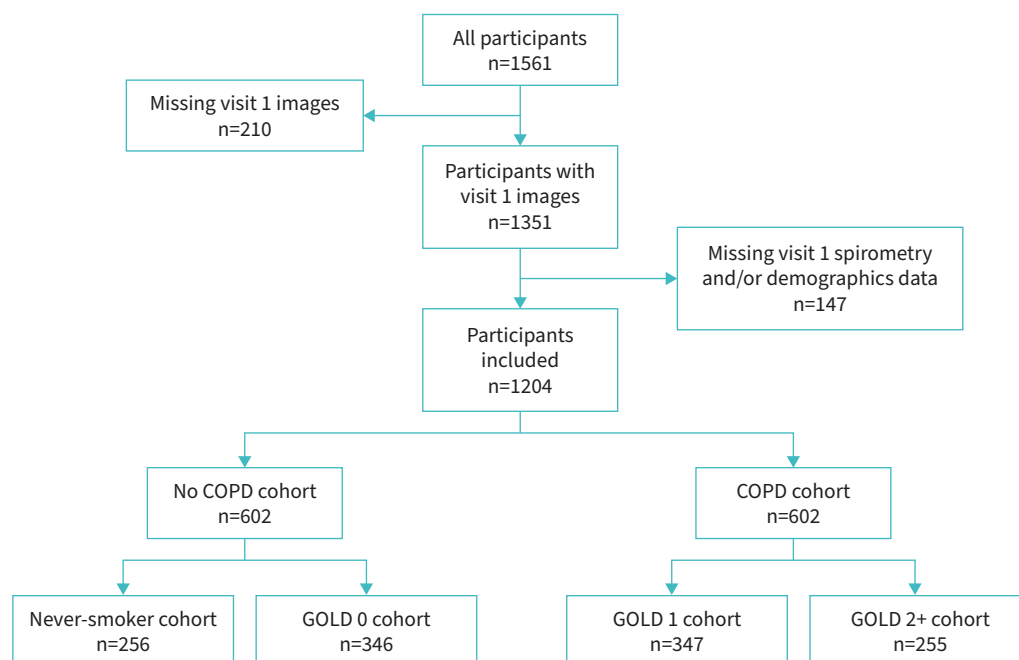 All participants
n=1561
Missing visit 1 images
n=210
Participants with
visit 1 images
n=1351
Missing visit 1 spirometry
and/or demographics data
n=147
Participants
included
n=1204
No COPD cohort
n=602
COPD cohort
n=602
Never-smoker cohort
n=256
GOLD 0 cohort
n=346
GOLD 1 cohort
n=347
GOLD 2+ cohort
n=255